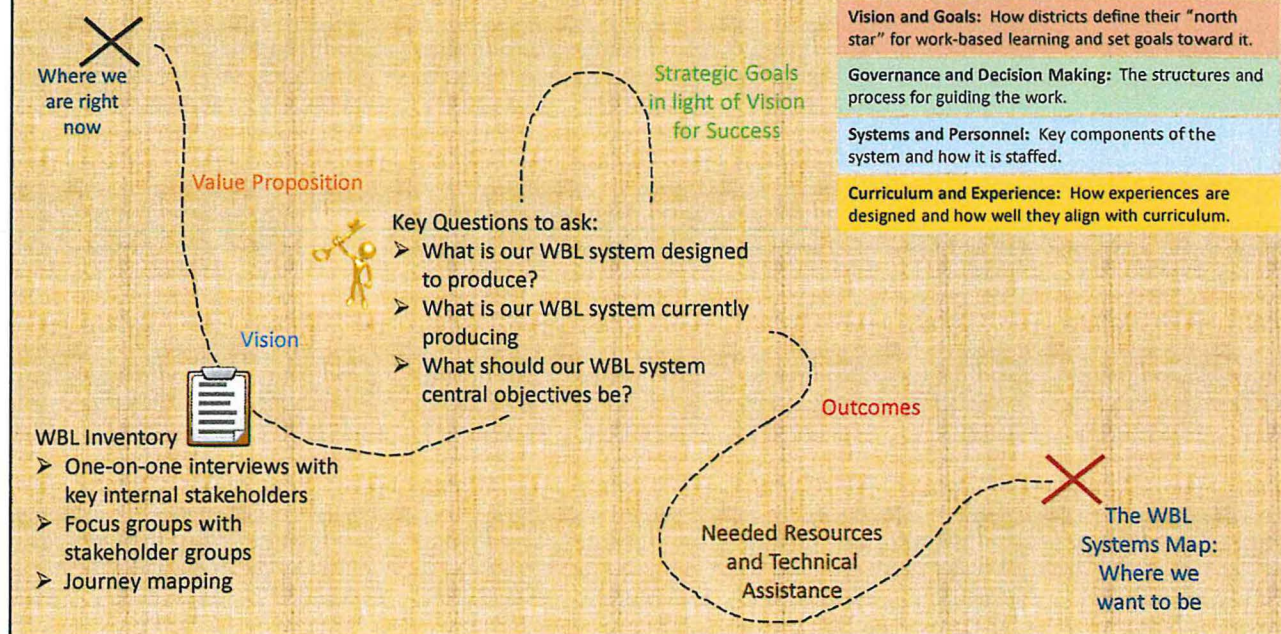 Where we
are right
now
Value Proposition
Vision
WBL Inventory
➢ One-on-one interviews with
key internal stakeholders
➢ Focus groups with
stakeholder groups
➢ Journey mapping
Key Questions to ask:
➢ What is our WBL system designed
to produce?
➢ What is our WBL system currently
producing
➢ What should our WBL system
central objectives be?
Strategic Goals
in light of Vision
for Success
Outcomes
Needed Resources
and Technical
Assistance
The WBL
Systems Map:
Where we
want to be
Vision and Goals: How districts define their "north
star" for work-based learning and set goals toward it.
Governance and Decision Making: The structures and
process for guiding the work.
Systems and Personnel: Key components of the
system and how it is staffed.
Curriculum and Experience: How experiences are
designed and how well they align with curriculum.